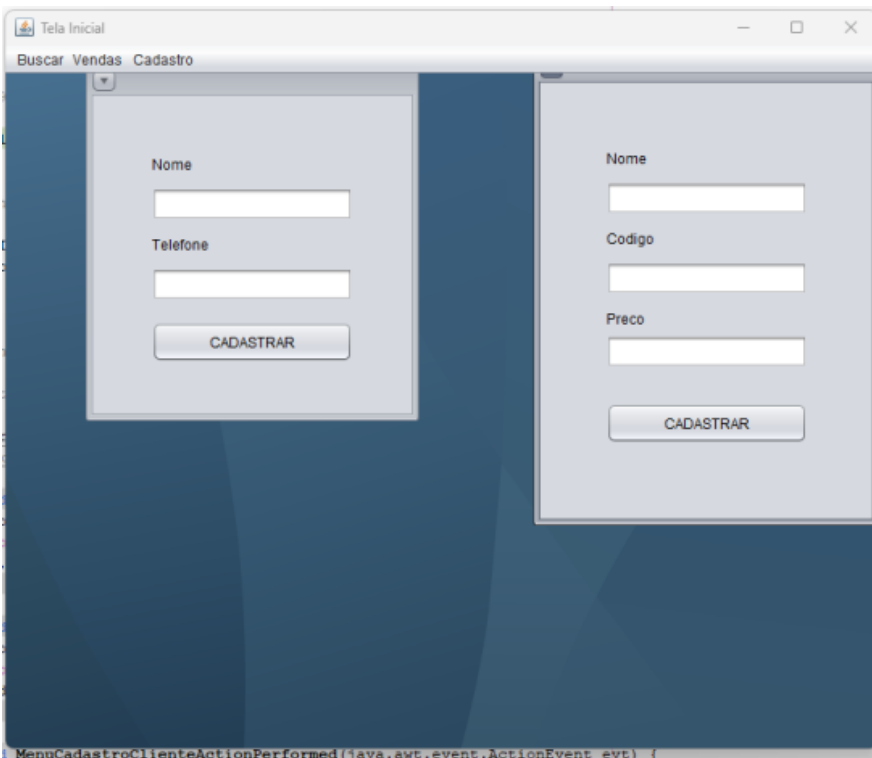 Tela Inicial
Buscar Vendas Cadastro
Nome
Telefone
CADASTRAR
Nome
Codigo
Preco
CADASTRAR
MenuCadastroClienteActionPerformed(java.awt.event.ActionEvent evt) {